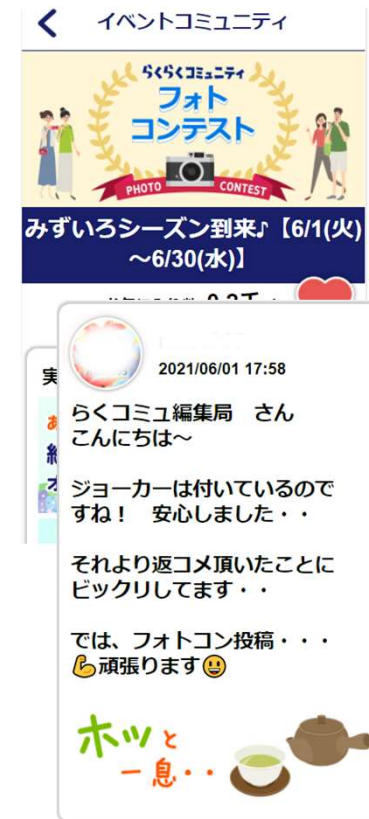 イベントコミュニティ
らくらくコミュニティ
フォト
コンテスト
PHOTO CONTEST
みずいろシーズン到来♪【6/1(火)
～6/30(水)】
実
2021/06/01 17:58
らくコミュ編集局　さん
こんにちは～
ジョーカーは付いているので
すね！　安心しました・・
それより返コメ頂いたことに
ビックリしてます・・
では、フォトコン投稿・・・
💪頑張ります😀
ホッと
一息・・